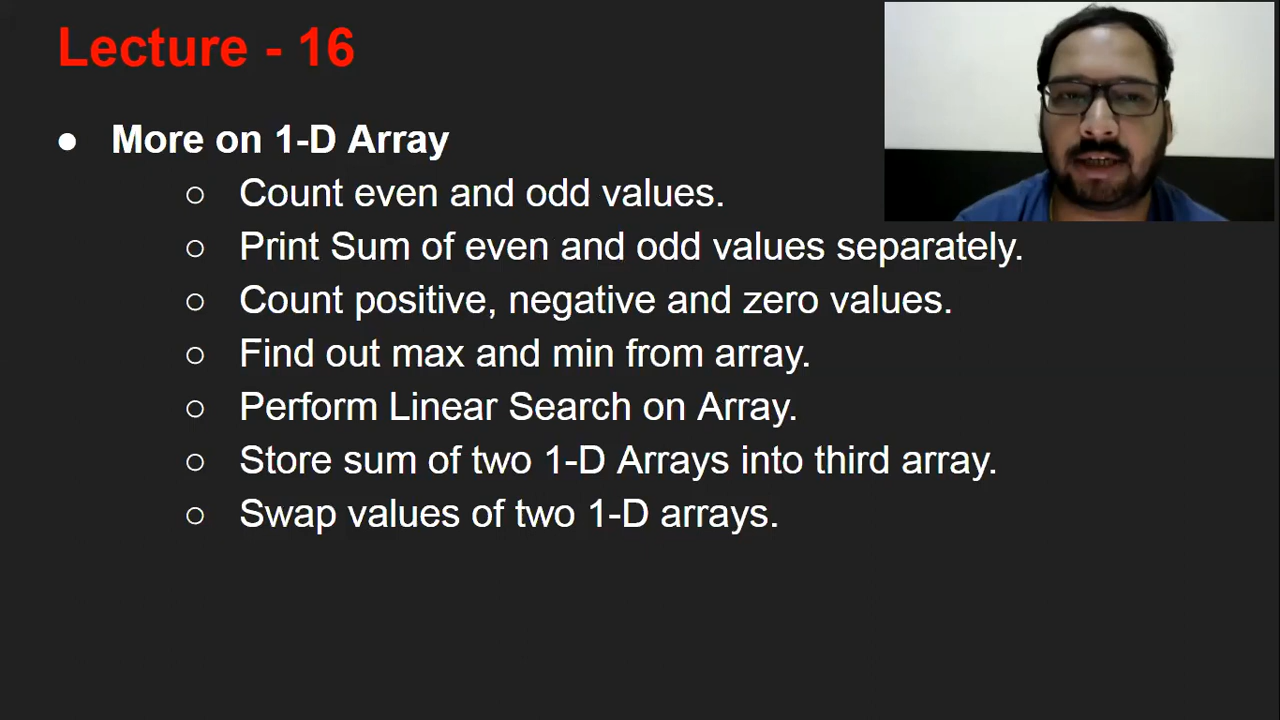 Lecture - 16
● More on 1-D Array
○ Count even and odd values.
○ Print Sum of even and odd values separately.
○ Count positive, negative and zero values.
○ Find out max and min from array.
○ Perform Linear Search on Array.
○ Store sum of two 1-D Arrays into third array.
○ Swap values of two 1-D arrays.